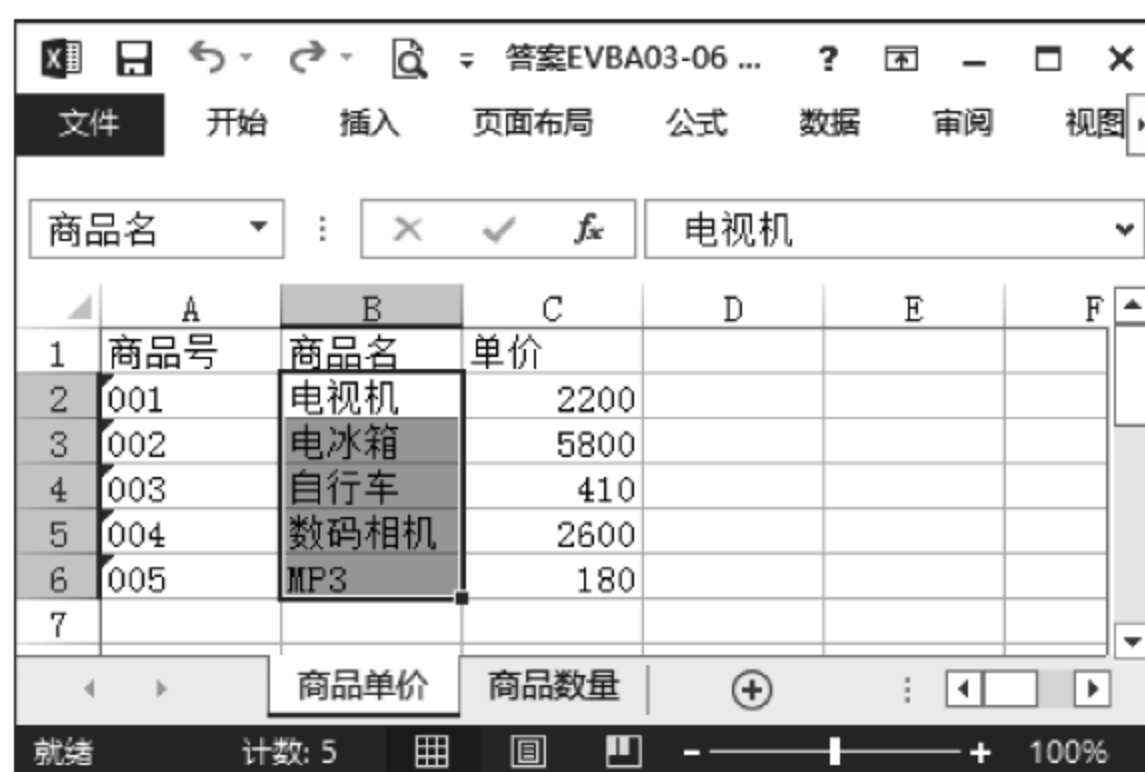 答案EVBA03-06 ... ?
文件 开始 插入 页面布局 公式 数据 审阅 视图
商品名 fx 电视机
A B C D E F
1 商品号 商品名 单价
2 001 电视机 2200
3 002 电冰箱 5800
4 003 自行车 410
5 004 数码相机 2600
6 005 MP3 180
7
商品单价 商品数量
就绪 计数: 5 100%